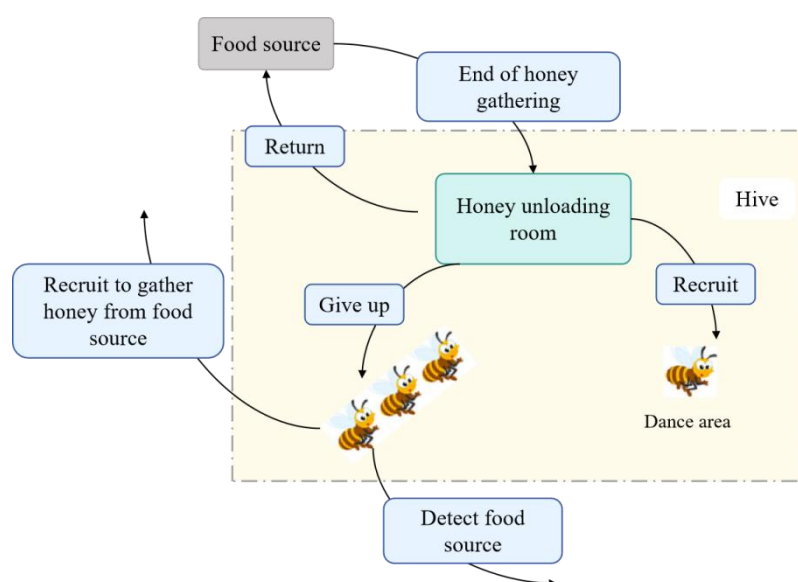 Food source
End of honey
gathering
Return
Honey unloading
room
Hive
Recruit to gather
honey from food
source
Give up
Recruit
Dance area
Detect food
source